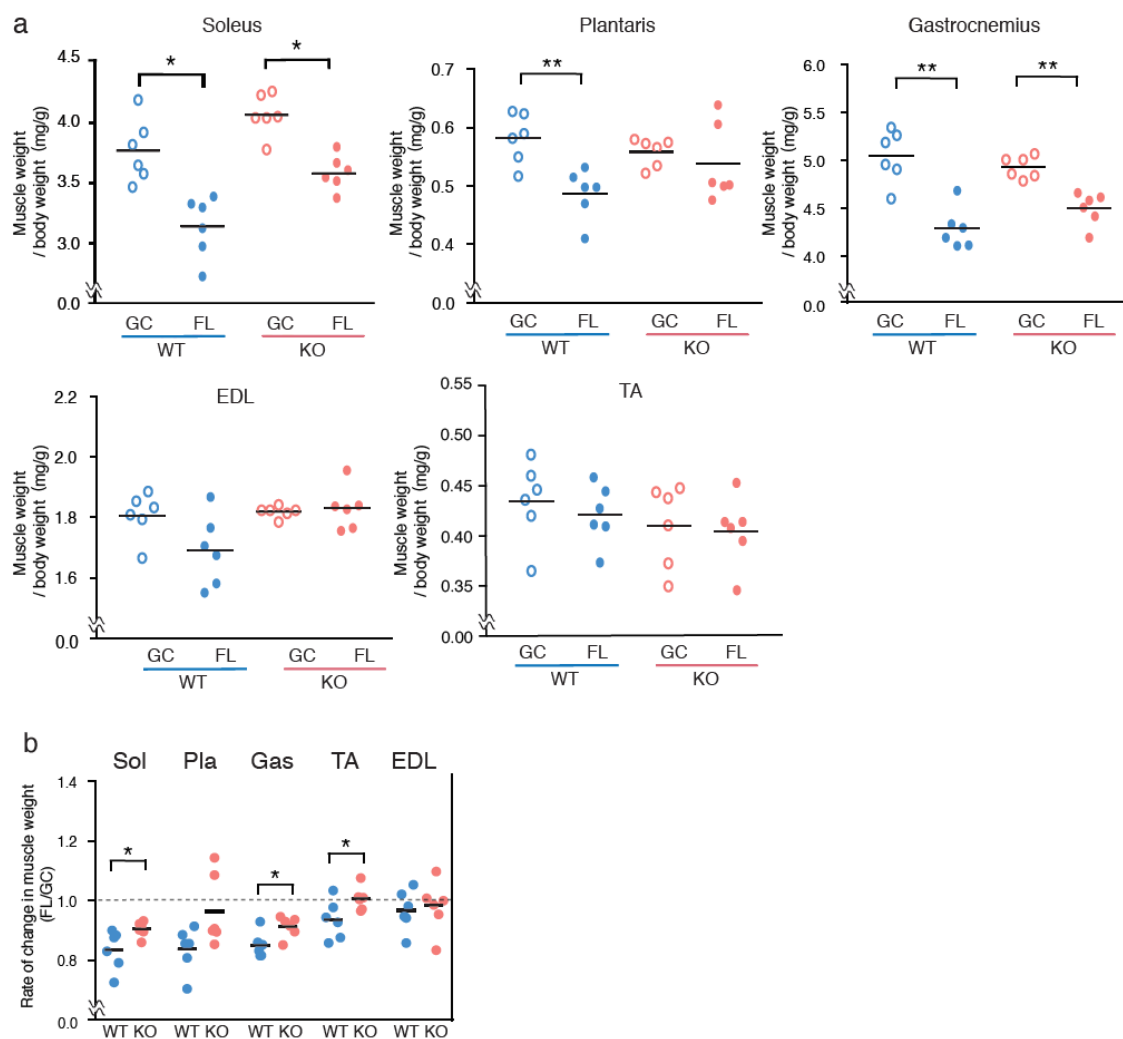 a
Soleus
Plantaris
Gastrocnemius
Muscle weight
/ body weight (mg/g)
4.5
4.0
3.5
3.0
0.0
*
*
GC FL GC FL
WT KO
Muscle weight
/ body weight (mg/g)
0.7
0.6
0.5
0.4
0.0
**
GC FL GC FL
WT KO
Muscle weight
/ body weight (mg/g)
6.0
5.5
5.0
4.5
4.0
0.0
**
**
GC FL GC FL
WT KO
EDL
Muscle weight
/ body weight (mg/g)
2.2
2.0
1.8
1.6
0.0
GC FL GC FL
WT KO
TA
Muscle weight
/ body weight (mg/g)
0.55
0.50
0.45
0.40
0.35
0.00
GC FL GC FL
WT KO
b
Sol Pla Gas TA EDL
Rate of change in muscle weight
(FL/GC)
1.4
1.2
1.0
0.8
0.0
*
*
*
WT KO WT KO WT KO WT KO WT KO